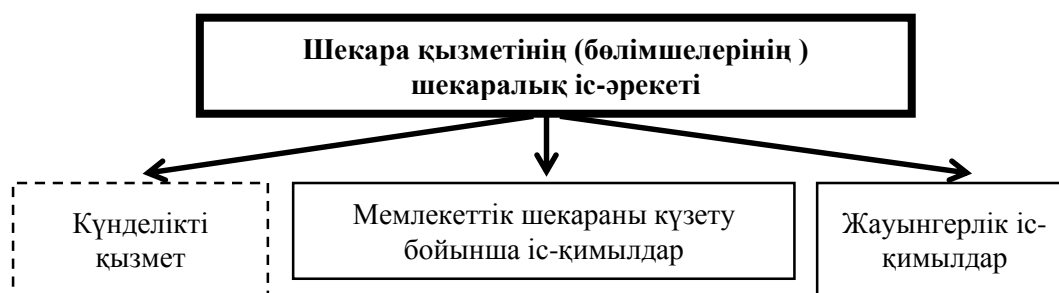 Шекара қызметінің (бөлімшелерінің )
шекаралық іс-әрекеті
Күнделікті
қызмет
Мемлекеттік шекараны күзету
бойынша іс-қимылдар
Жауынгерлік іс-
қимылдар